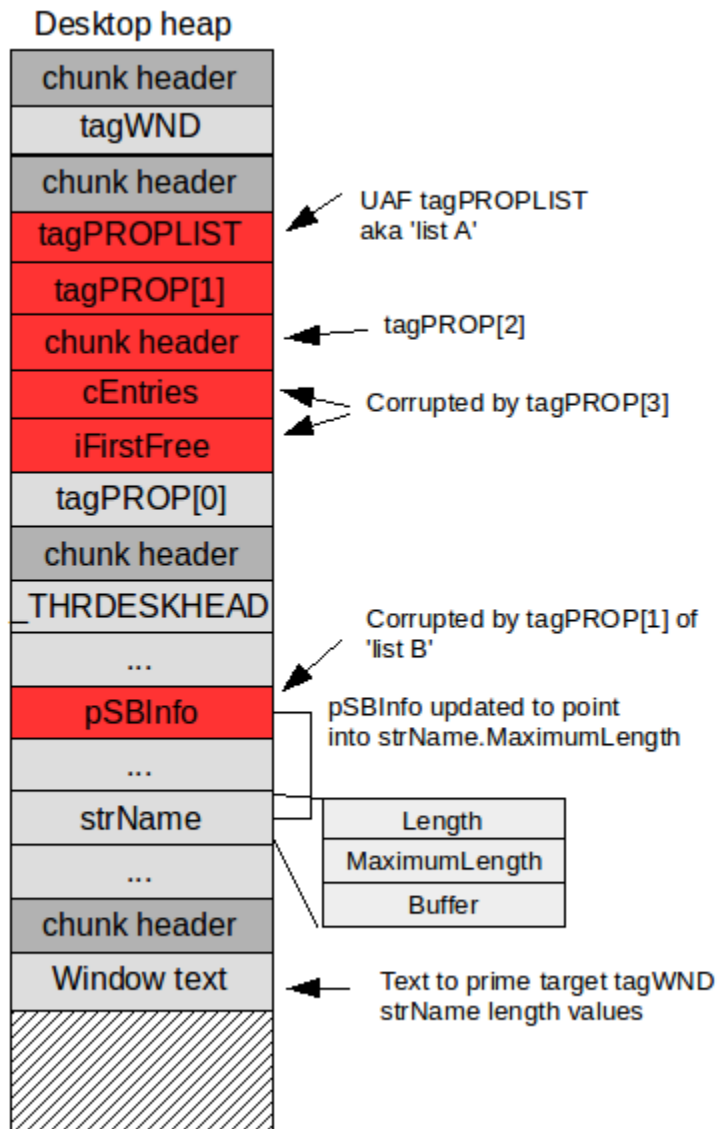 Desktop heap
chunk header
tagWND
chunk header
tagPROPLIST
UAF tagPROPLIST
aka 'list A'
tagPROP[1]
chunk header
tagPROP[2]
cEntries
Corrupted by tagPROP[3]
iFirstFree
tagPROP[0]
chunk header
_THRDESKHEAD
Corrupted by tagPROP[1] of
'list B'
...
pSBInfo
pSBInfo updated to point
into strName.MaximumLength
...
strName
Length
MaximumLength
Buffer
...
chunk header
Window text
Text to prime target tagWND
strName length values